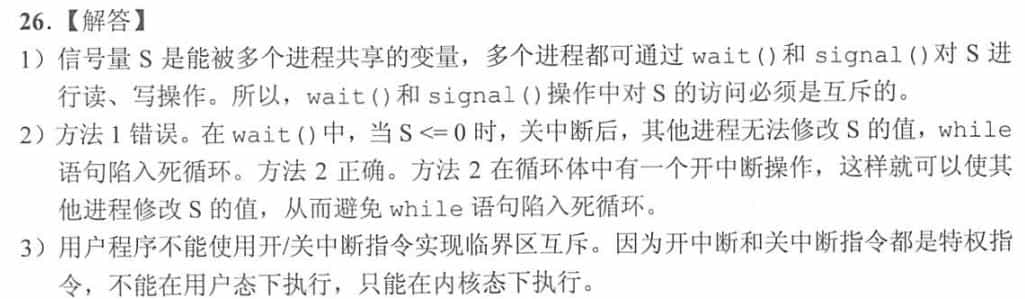 26.【解答】
1）信号量 S 是能被多个进程共享的变量，多个进程都可通过 wait()和 signal()对 S 进
行读、写操作。所以，wait()和 signal()操作中对 S 的访问必须是互斥的。
2）方法 1 错误。在 wait()中，当 S<=0 时，关中断后，其他进程无法修改 S 的值，while
语句陷入死循环。方法 2 正确。方法 2 在循环体中有一个开中断操作，这样就可以使其
他进程修改 S 的值，从而避免 while 语句陷入死循环。
3）用户程序不能使用开/关中断指令实现临界区互斥。因为开中断和关中断指令都是特权指
令，不能在用户态下执行，只能在内核态下执行。